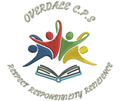 OVERDALE C.P.S
RESPECT RESPONSIBILITY RESILIENCE